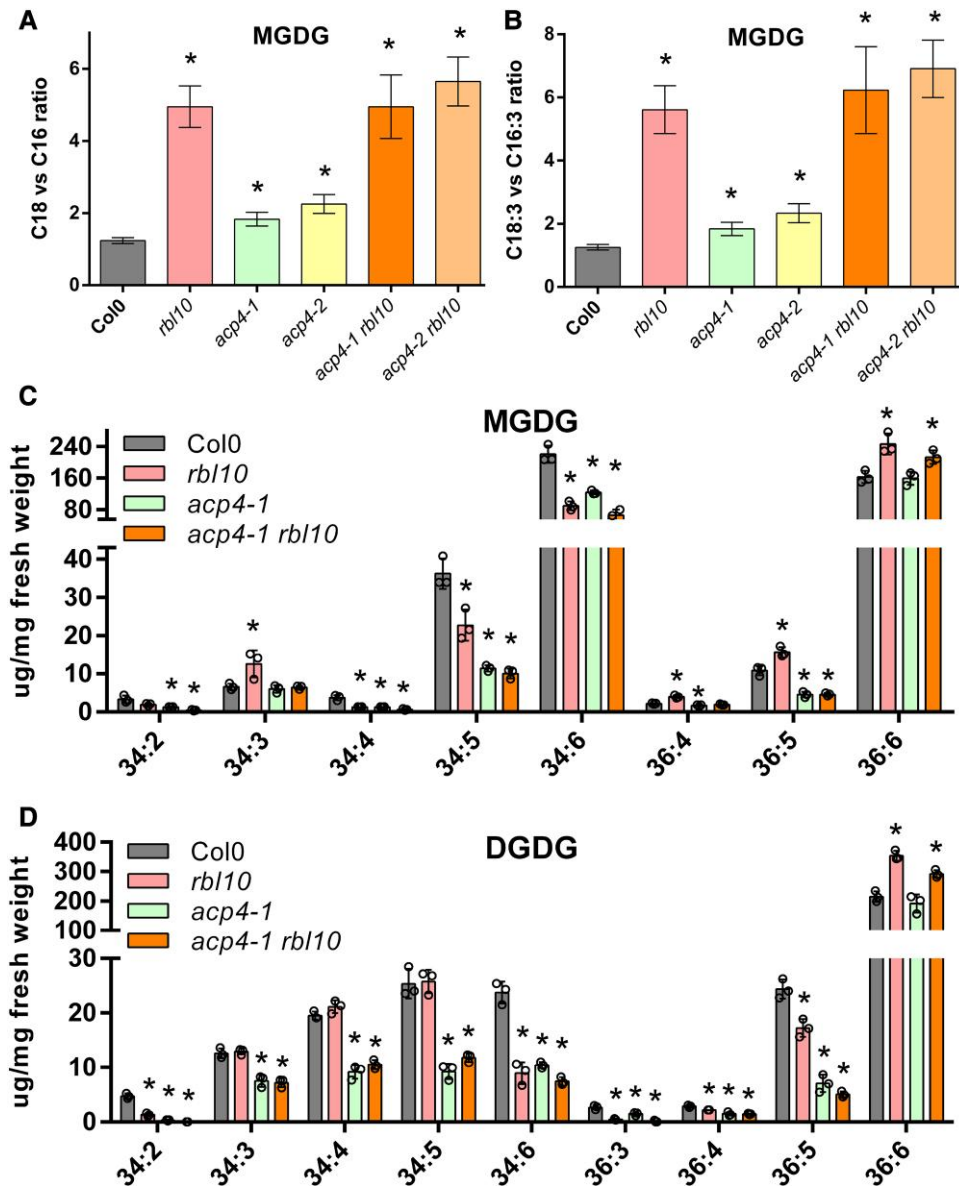 A
MGDG
C18 vs C16 ratio
6
4
2
0
Col0
rbl10
acp4-1
acp4-2
acp4-1 rbl10
acp4-2 rbl10
* * * * *
B
MGDG
C18:3 vs C16:3 ratio
8
6
4
2
0
Col0
rbl10
acp4-1
acp4-2
acp4-1 rbl10
acp4-2 rbl10
* * * * *
C
MGDG
ug/mg fresh weight
240
160
80
40
30
20
10
0
Col0
rbl10
acp4-1
acp4-1 rbl10
* * * * * * * * * * * * * * * * * * *
34:2
34:3
34:4
34:5
34:6
36:4
36:5
36:6
D
DGDG
ug/mg fresh weight
400
300
200
100
30
20
10
0
Col0
rbl10
acp4-1
acp4-1 rbl10
* * * * * * * * * * * * * * * * * * * * * * *
34:2
34:3
34:4
34:5
34:6
36:3
36:4
36:5
36:6